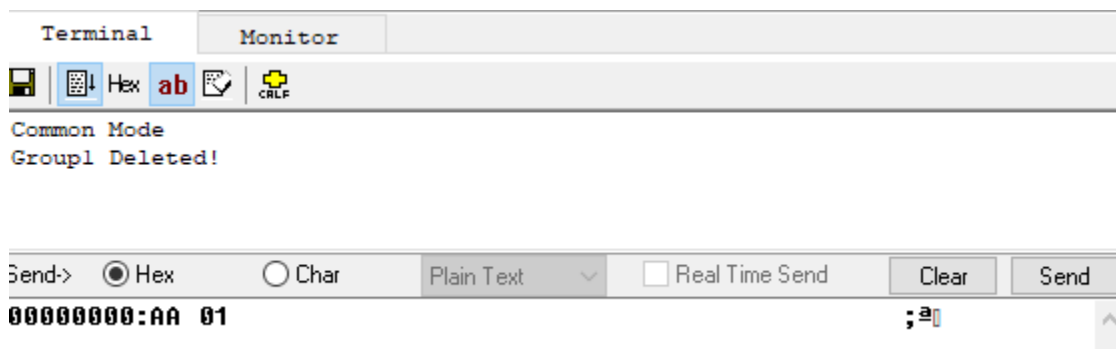 Terminal Monitor
Hex ab CRLF
Common Mode
Group1 Deleted!
Send-> Hex Char Plain Text Real Time Send Clear Send
00000000:AA 01 ;ª